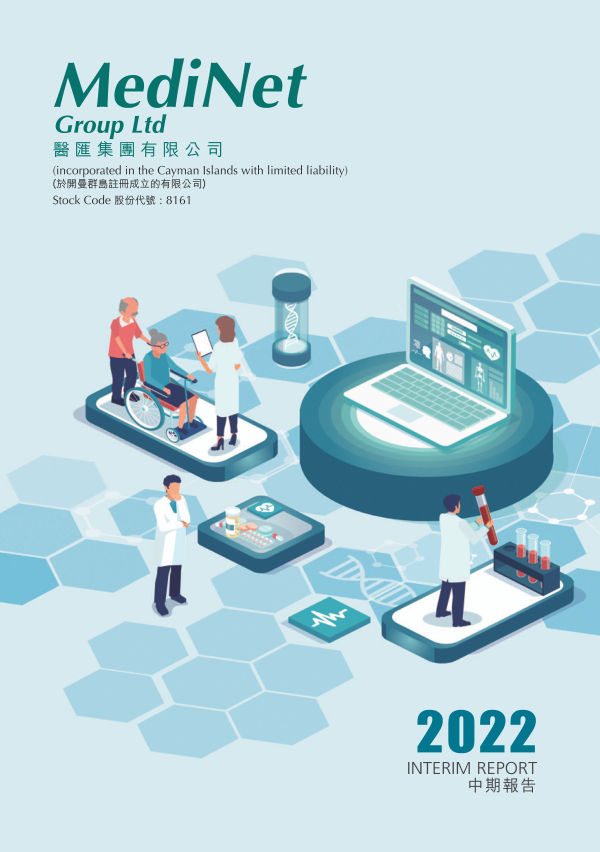 MediNet
Group Ltd
醫匯集團有限公司
(incorporated in the Cayman Islands with limited liability)
(於開曼群島註冊成立的有限公司)
Stock Code 股份代號 : 8161
2022
INTERIM REPORT
中期報告